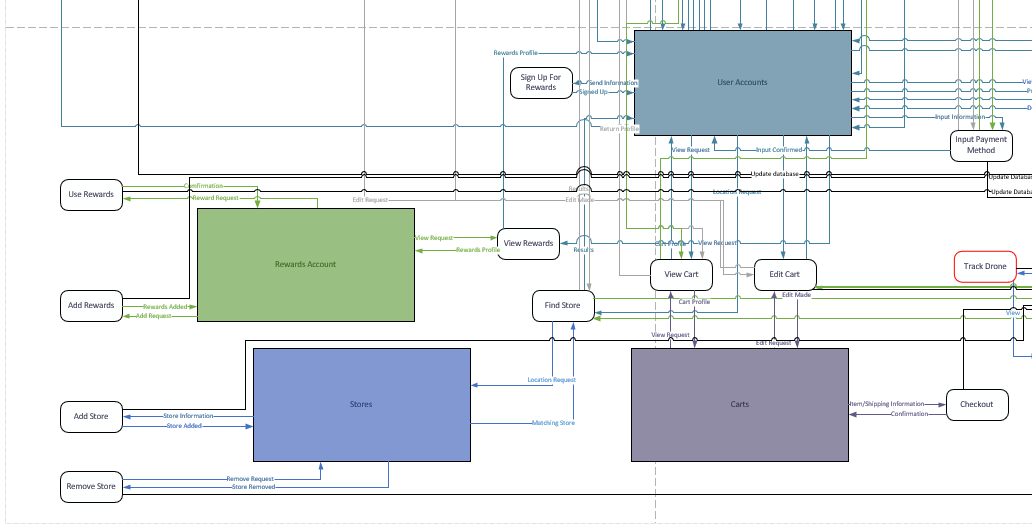 Rewards Profile
Sign Up For
Rewards
Send Information
Signed Up
User Accounts
View
Input Information
Return Profile
Input Payment
Method
View Request
Input Confirmed
Update database
Update Databas
Use Rewards
Confirmation
Reward Request
Edit Request
Edit Made
Location Request
Update Databas
Rewards Account
View Request
Rewards Profile
View Rewards
Results
View Request
View Cart
Edit Cart
Track Drone
Add Rewards
Rewards Added
Add Request
Find Store
Cart Profile
Edit Made
View
View Request
Edit Request
Stores
Location Request
Matching Store
Carts
Item/Shipping Information
Confirmation
Checkout
Add Store
Store Information
Store Added
Remove Store
Remove Request
Store Removed